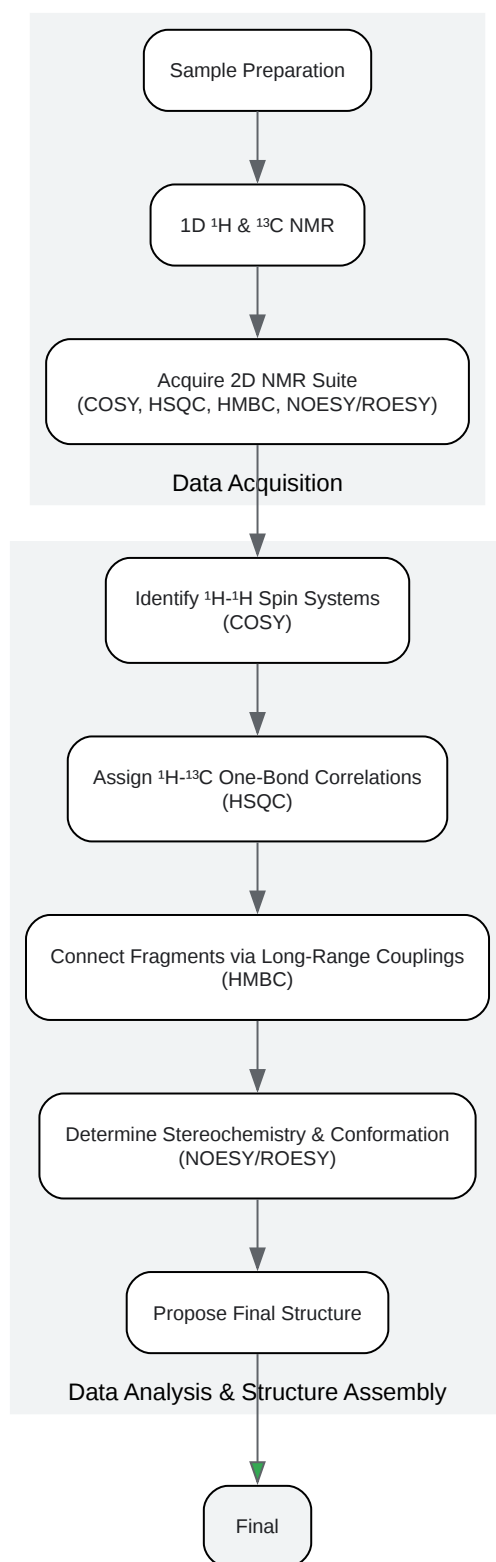 Sample Preparation
1D ¹H & ¹³C NMR
Acquire 2D NMR Suite
(COSY, HSQC, HMBC, NOESY/ROESY)
Data Acquisition
Identify ¹H-¹H Spin Systems
(COSY)
Assign ¹H-¹³C One-Bond Correlations
(HSQC)
Connect Fragments via Long-Range Couplings
(HMBC)
Determine Stereochemistry & Conformation
(NOESY/ROESY)
Propose Final Structure
Data Analysis & Structure Assembly
Final